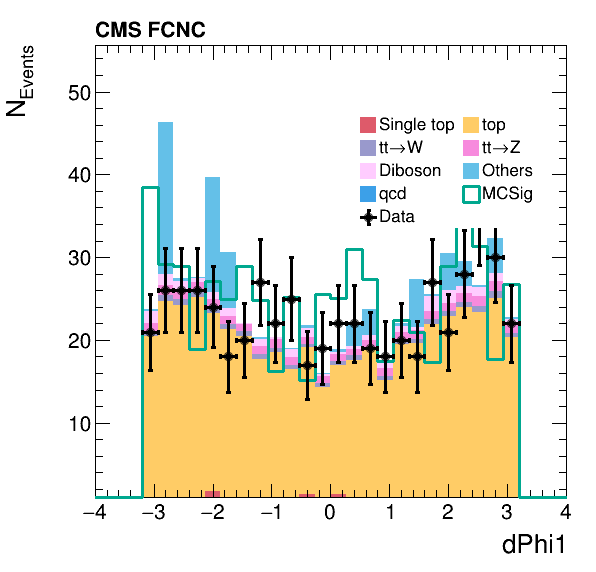 CMS FCNC
N_Events
50
40
30
20
10
Single top
top
tt→W
tt→Z
Diboson
Others
qcd
MCSig
Data
−4 −3 −2 −1 0 1 2 3 4
dPhi1